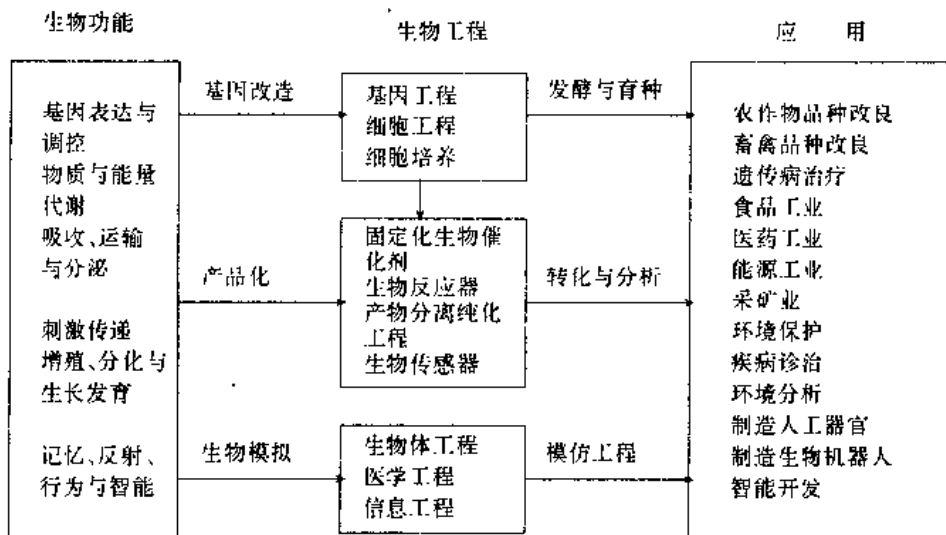 生物功能
生物工程
应 用
基因表达与
调控
物质与能量
代谢
吸收、运输
与分泌
刺激传递
增殖、分化与
生长发育
记忆、反射、
行为与智能
基因改造
产品化
生物模拟
基因工程
细胞工程
细胞培养
固定化生物催
化剂
生物反应器
产物分离纯化
工程
生物传感器
生物体工程
医学工程
信息工程
发酵与育种
转化与分析
模仿工程
农作物品种改良
畜禽品种改良
遗传病治疗
食品工业
医药工业
能源工业
采矿业
环境保护
疾病诊治
环境分析
制造人工器官
制造生物机器人
智能开发